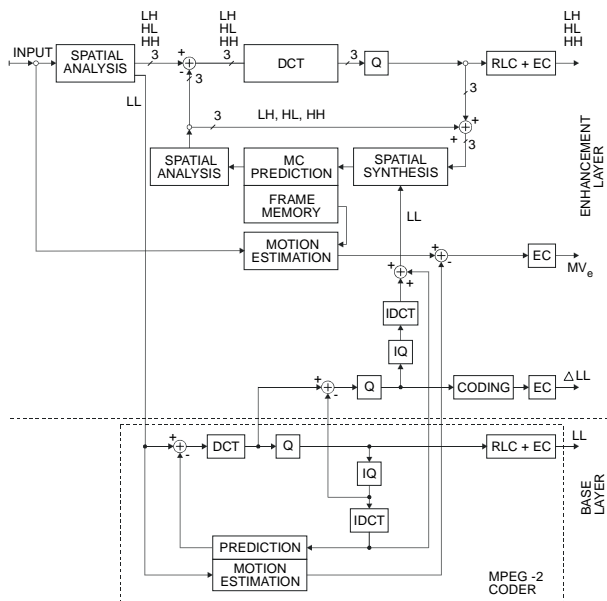 LH
HL
HH
LH
HL
HH
LH
HL
HH
INPUT
SPATIAL
ANALYSIS
3
+
-
3
DCT
3
Q
RLC + EC
LL
3
3
LH, HL, HH
3
+
+
3
SPATIAL
ANALYSIS
MC
PREDICTION
SPATIAL
SYNTHESIS
FRAME
MEMORY
LL
MOTION
ESTIMATION
+
-
EC
MVe
ENHANCEMENT
LAYER
+
+
IDCT
IQ
+
-
Q
CODING
EC
△LL
+
-
DCT
Q
RLC + EC
LL
IQ
IDCT
PREDICTION
MOTION
ESTIMATION
MPEG -2
CODER
BASE
LAYER